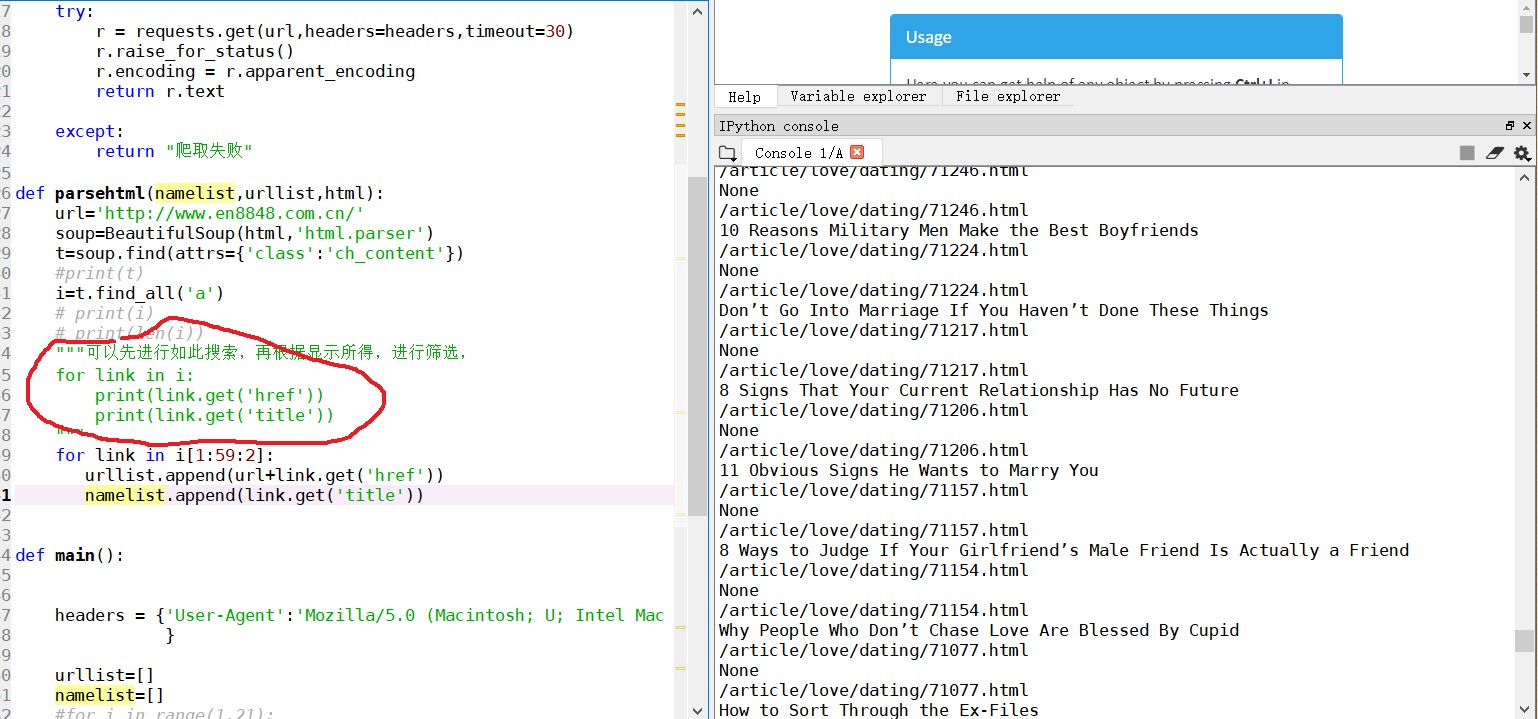 7 try:
8 r = requests.get(url,headers=headers,timeout=30)
9 r.raise_for_status()
20 r.encoding = r.apparent_encoding
21 return r.text
22
23 except:
24 return "爬取失败"
25
26 def parsehtml(namelist,urllist,html):
27 url='http://www.en8848.com.cn/'
28 soup=BeautifulSoup(html,'html.parser')
29 t=soup.find(attrs={'class':'ch_content'})
0 #print(t)
1 i=t.find_all('a')
2 # print(i)
3 # print(len(i))
4 """可以先进行如此搜索，再根据显示所得，进行筛选，
5 for link in i:
6 print(link.get('href'))
7 print(link.get('title'))
8 """
9 for link in i[1:59:2]:
0 urllist.append(url+link.get('href'))
1 namelist.append(link.get('title'))
2
3
4 def main():
5
6
7 headers = {'User-Agent':'Mozilla/5.0 (Macintosh; U; Intel Mac
8 }
9
0 urllist=[]
1 namelist=[]
2 #for i in range(1,21):
Usage
Here you can get help of any object by pressing Ctrl+I in
Help Variable explorer File explorer
IPython console
Console 1/A
/article/love/dating/71246.html
None
/article/love/dating/71246.html
10 Reasons Military Men Make the Best Boyfriends
/article/love/dating/71224.html
None
/article/love/dating/71224.html
Don’t Go Into Marriage If You Haven’t Done These Things
/article/love/dating/71217.html
None
/article/love/dating/71217.html
8 Signs That Your Current Relationship Has No Future
/article/love/dating/71206.html
None
/article/love/dating/71206.html
11 Obvious Signs He Wants to Marry You
/article/love/dating/71157.html
None
/article/love/dating/71157.html
8 Ways to Judge If Your Girlfriend’s Male Friend Is Actually a Friend
/article/love/dating/71154.html
None
/article/love/dating/71154.html
Why People Who Don’t Chase Love Are Blessed By Cupid
/article/love/dating/71077.html
None
/article/love/dating/71077.html
How to Sort Through the Ex-Files